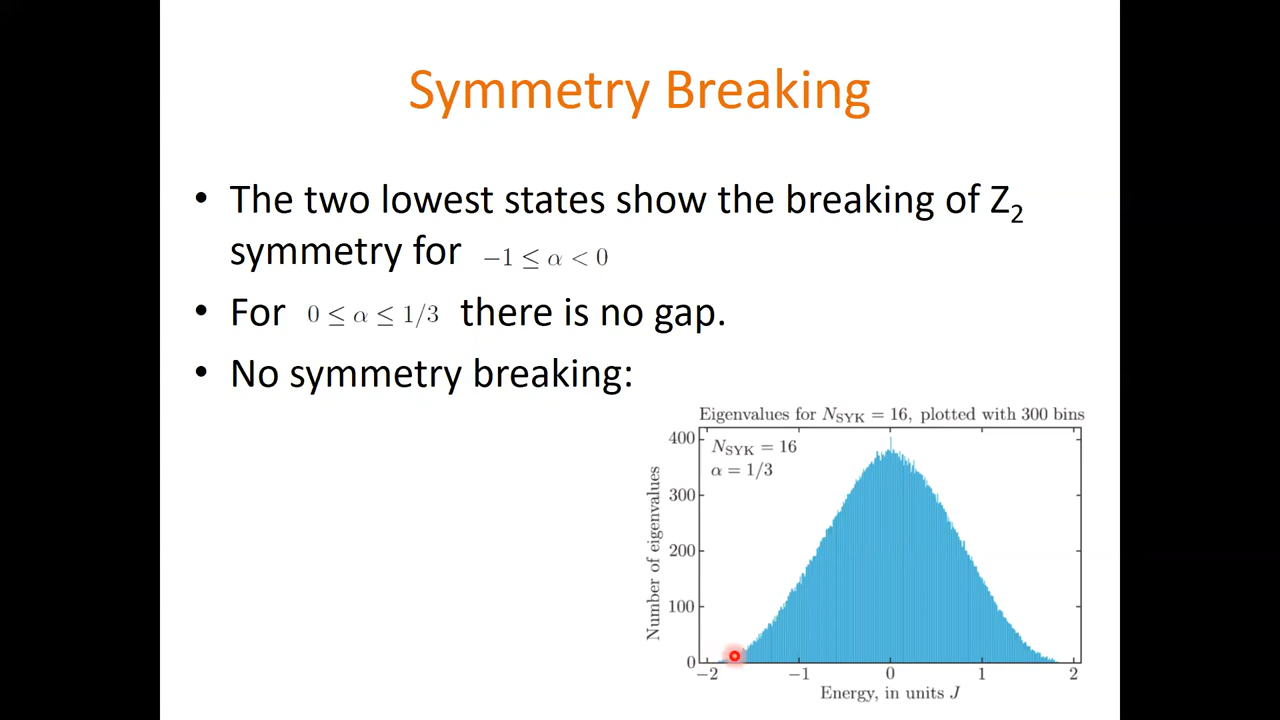 Symmetry Breaking
• The two lowest states show the breaking of Z₂
symmetry for −1 ≤ α < 0
• For 0 ≤ α ≤ 1/3 there is no gap.
• No symmetry breaking:
Eigenvalues for N_SYK = 16, plotted with 300 bins
N_SYK = 16
α = 1/3
Number of eigenvalues
400
300
200
100
0
−2 −1 0 1 2
Energy, in units J